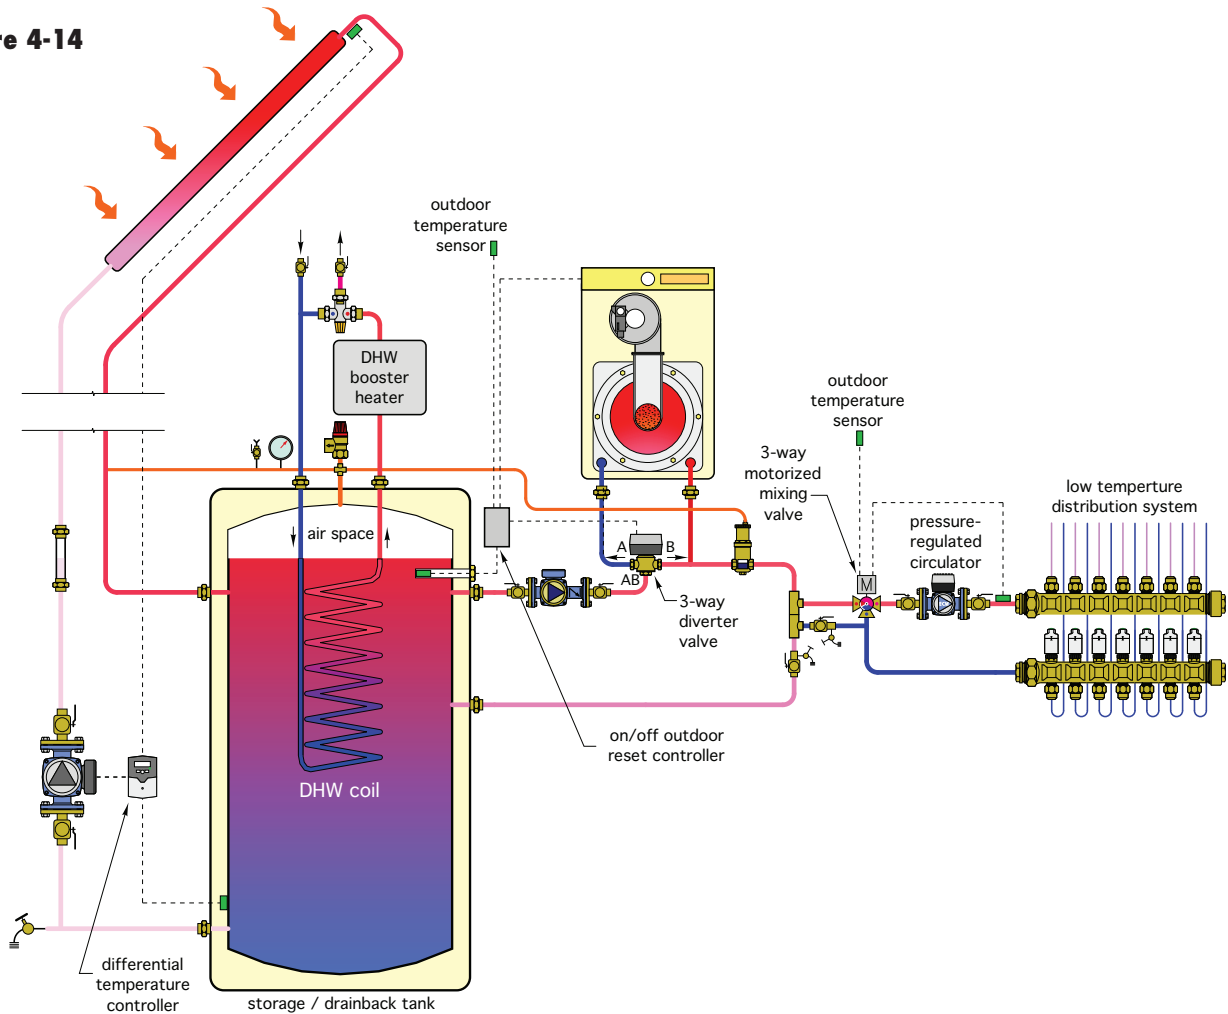 re 4-14
outdoor
temperature
sensor
DHW
booster
heater
outdoor
temperature
sensor
3-way
motorized
mixing
valve
low temperture
distribution system
pressure-
regulated
circulator
air space
A
B
AB
M
3-way
diverter
valve
on/off outdoor
reset controller
DHW coil
differential
temperature
controller
storage / drainback tank